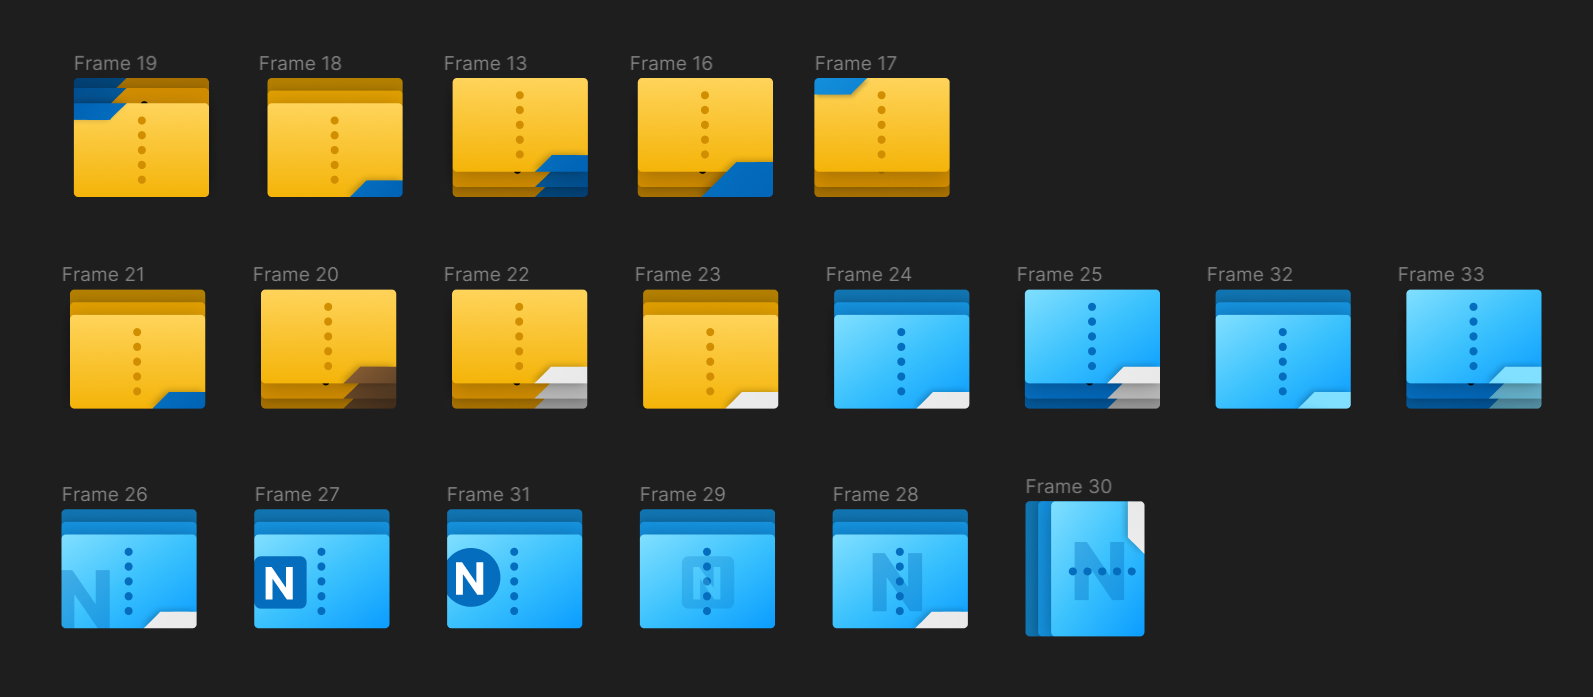 Frame 19
Frame 18
Frame 13
Frame 16
Frame 17
Frame 21
Frame 20
Frame 22
Frame 23
Frame 24
Frame 25
Frame 32
Frame 33
Frame 26
Frame 27
Frame 31
Frame 29
Frame 28
Frame 30
N
N
N
N
N
N